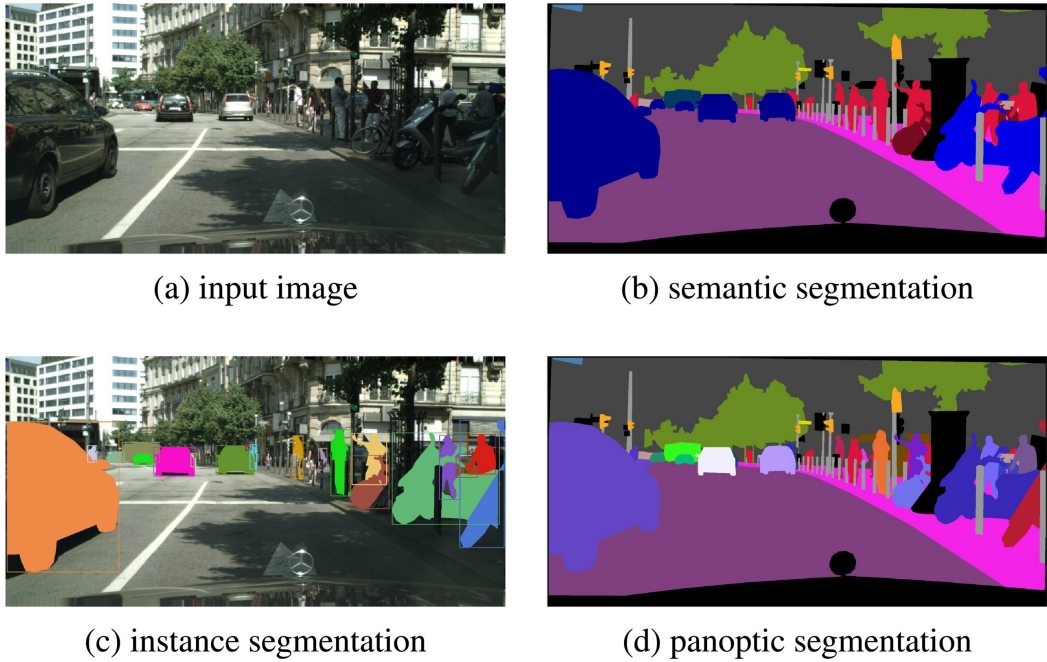 (a) input image
(b) semantic segmentation
(c) instance segmentation
(d) panoptic segmentation